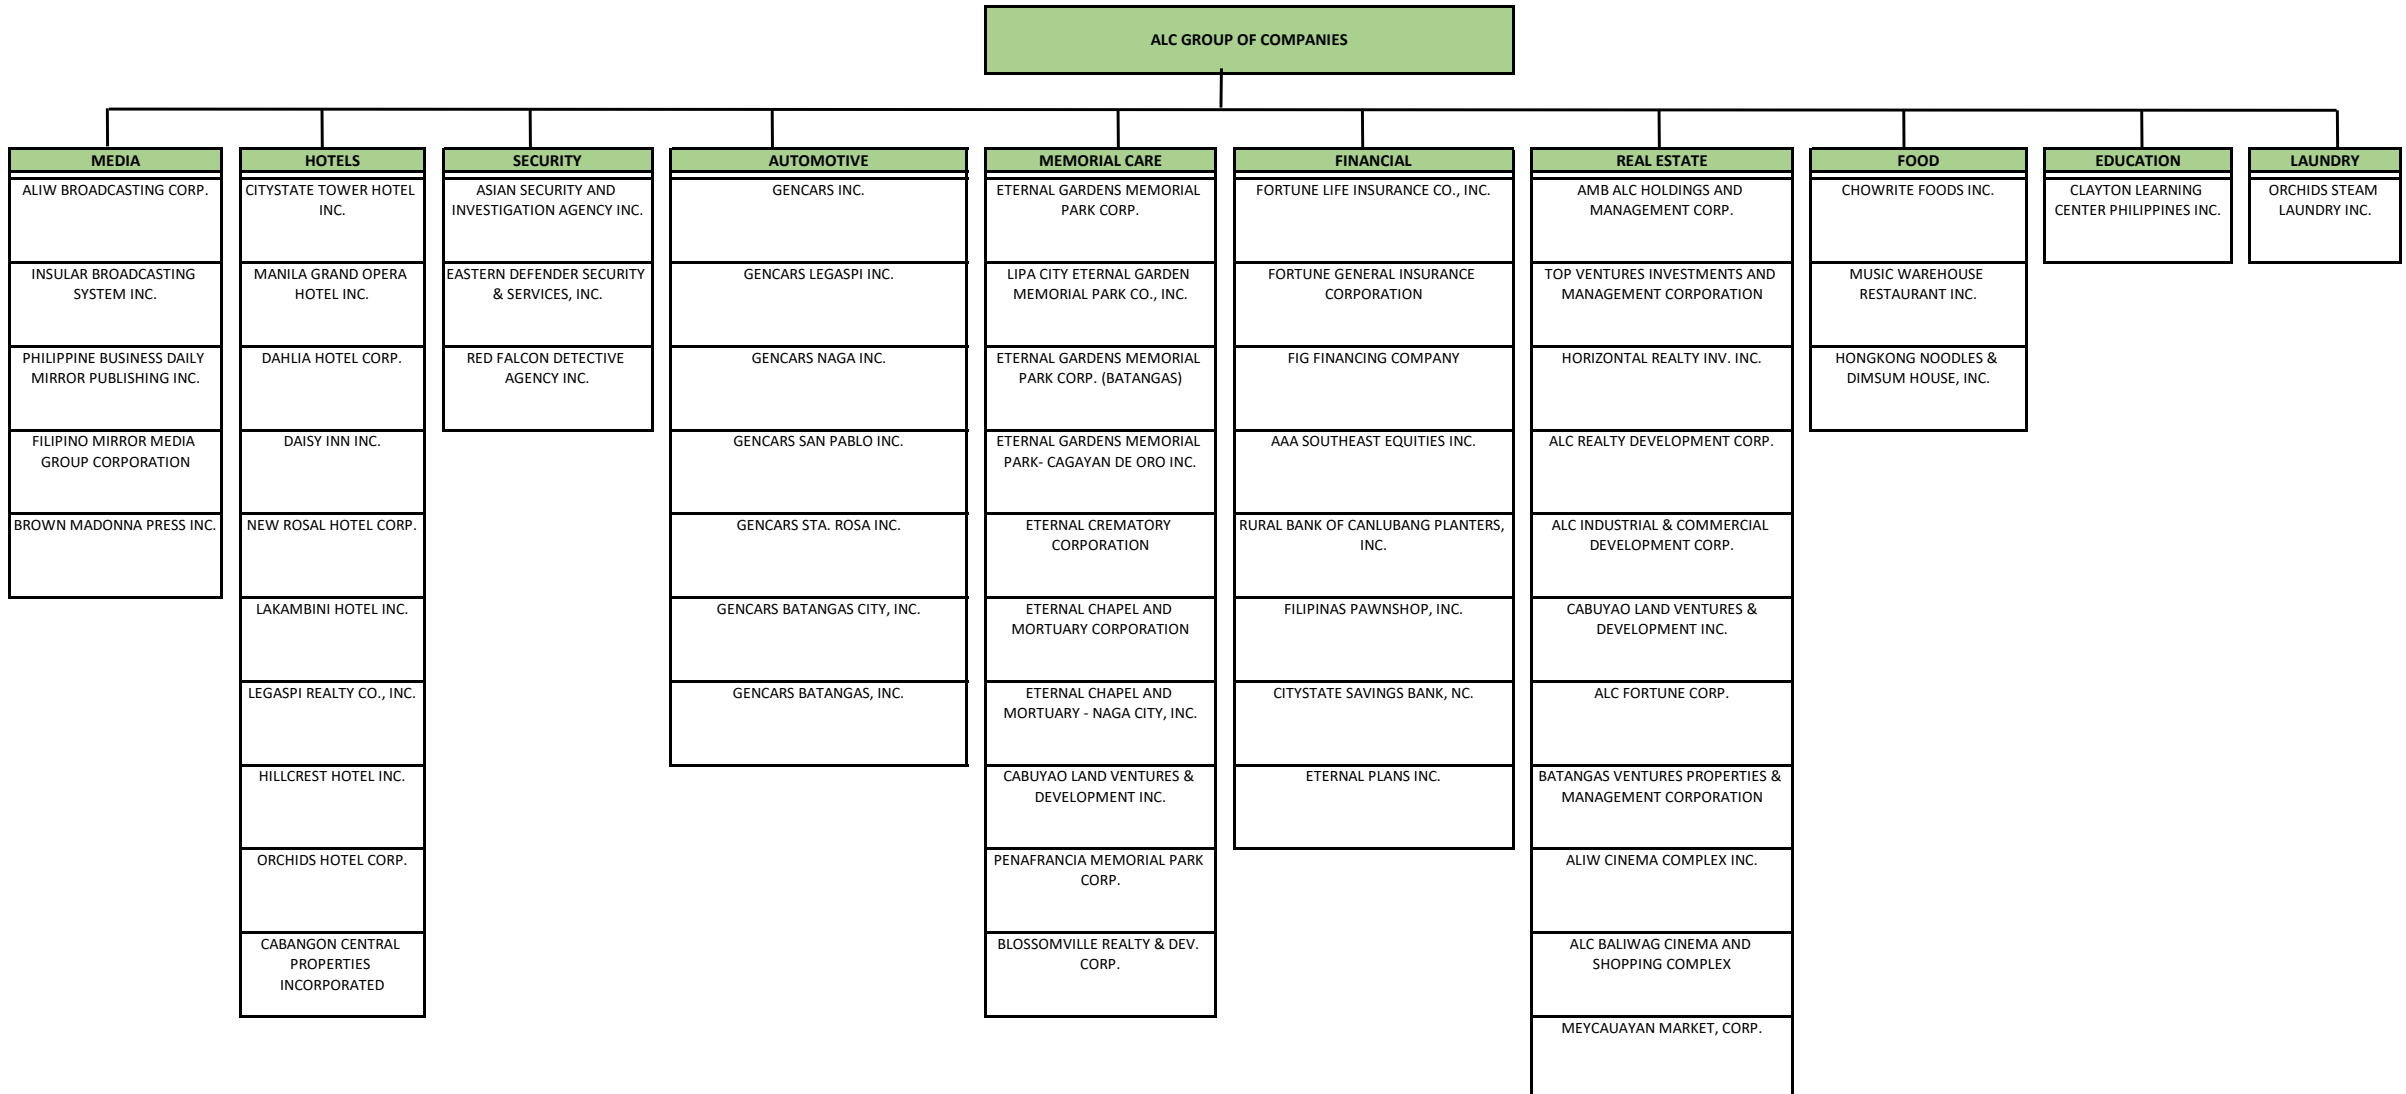 ALC GROUP OF COMPANIES
MEDIA
ALIW BROADCASTING CORP.
INSULAR BROADCASTING
SYSTEM INC.
PHILIPPINE BUSINESS DAILY
MIRROR PUBLISHING INC.
FILIPINO MIRROR MEDIA
GROUP CORPORATION
BROWN MADONNA PRESS INC.
HOTELS
CITYSTATE TOWER HOTEL
INC.
MANILA GRAND OPERA
HOTEL INC.
DAHLIA HOTEL CORP.
DAISY INN INC.
NEW ROSAL HOTEL CORP.
LAKAMBINI HOTEL INC.
LEGASPI REALTY CO., INC.
HILLCREST HOTEL INC.
ORCHIDS HOTEL CORP.
CABANGON CENTRAL
PROPERTIES
INCORPORATED
SECURITY
ASIAN SECURITY AND
INVESTIGATION AGENCY INC.
EASTERN DEFENDER SECURITY
& SERVICES, INC.
RED FALCON DETECTIVE
AGENCY INC.
AUTOMOTIVE
GENCARS INC.
GENCARS LEGASPI INC.
GENCARS NAGA INC.
GENCARS SAN PABLO INC.
GENCARS STA. ROSA INC.
GENCARS BATANGAS CITY, INC.
GENCARS BATANGAS, INC.
MEMORIAL CARE
ETERNAL GARDENS MEMORIAL
PARK CORP.
LIPA CITY ETERNAL GARDEN
MEMORIAL PARK CO., INC.
ETERNAL GARDENS MEMORIAL
PARK CORP. (BATANGAS)
ETERNAL GARDENS MEMORIAL
PARK- CAGAYAN DE ORO INC.
ETERNAL CREMATORY
CORPORATION
ETERNAL CHAPEL AND
MORTUARY CORPORATION
ETERNAL CHAPEL AND
MORTUARY - NAGA CITY, INC.
CABUYAO LAND VENTURES &
DEVELOPMENT INC.
PENAFRANCIA MEMORIAL PARK
CORP.
BLOSSOMVILLE REALTY & DEV.
CORP.
FINANCIAL
FORTUNE LIFE INSURANCE CO., INC.
FORTUNE GENERAL INSURANCE
CORPORATION
FIG FINANCING COMPANY
AAA SOUTHEAST EQUITIES INC.
RURAL BANK OF CANLUBANG PLANTERS,
INC.
FILIPINAS PAWNSHOP, INC.
CITYSTATE SAVINGS BANK, NC.
ETERNAL PLANS INC.
REAL ESTATE
AMB ALC HOLDINGS AND
MANAGEMENT CORP.
TOP VENTURES INVESTMENTS AND
MANAGEMENT CORPORATION
HORIZONTAL REALTY INV. INC.
ALC REALTY DEVELOPMENT CORP.
ALC INDUSTRIAL & COMMERCIAL
DEVELOPMENT CORP.
CABUYAO LAND VENTURES &
DEVELOPMENT INC.
ALC FORTUNE CORP.
BATANGAS VENTURES PROPERTIES &
MANAGEMENT CORPORATION
ALIW CINEMA COMPLEX INC.
ALC BALIWAG CINEMA AND
SHOPPING COMPLEX
MEYCAUAYAN MARKET, CORP.
FOOD
CHOWRITE FOODS INC.
MUSIC WAREHOUSE
RESTAURANT INC.
HONGKONG NOODLES &
DIMSUM HOUSE, INC.
EDUCATION
CLAYTON LEARNING
CENTER PHILIPPINES INC.
LAUNDRY
ORCHIDS STEAM
LAUNDRY INC.